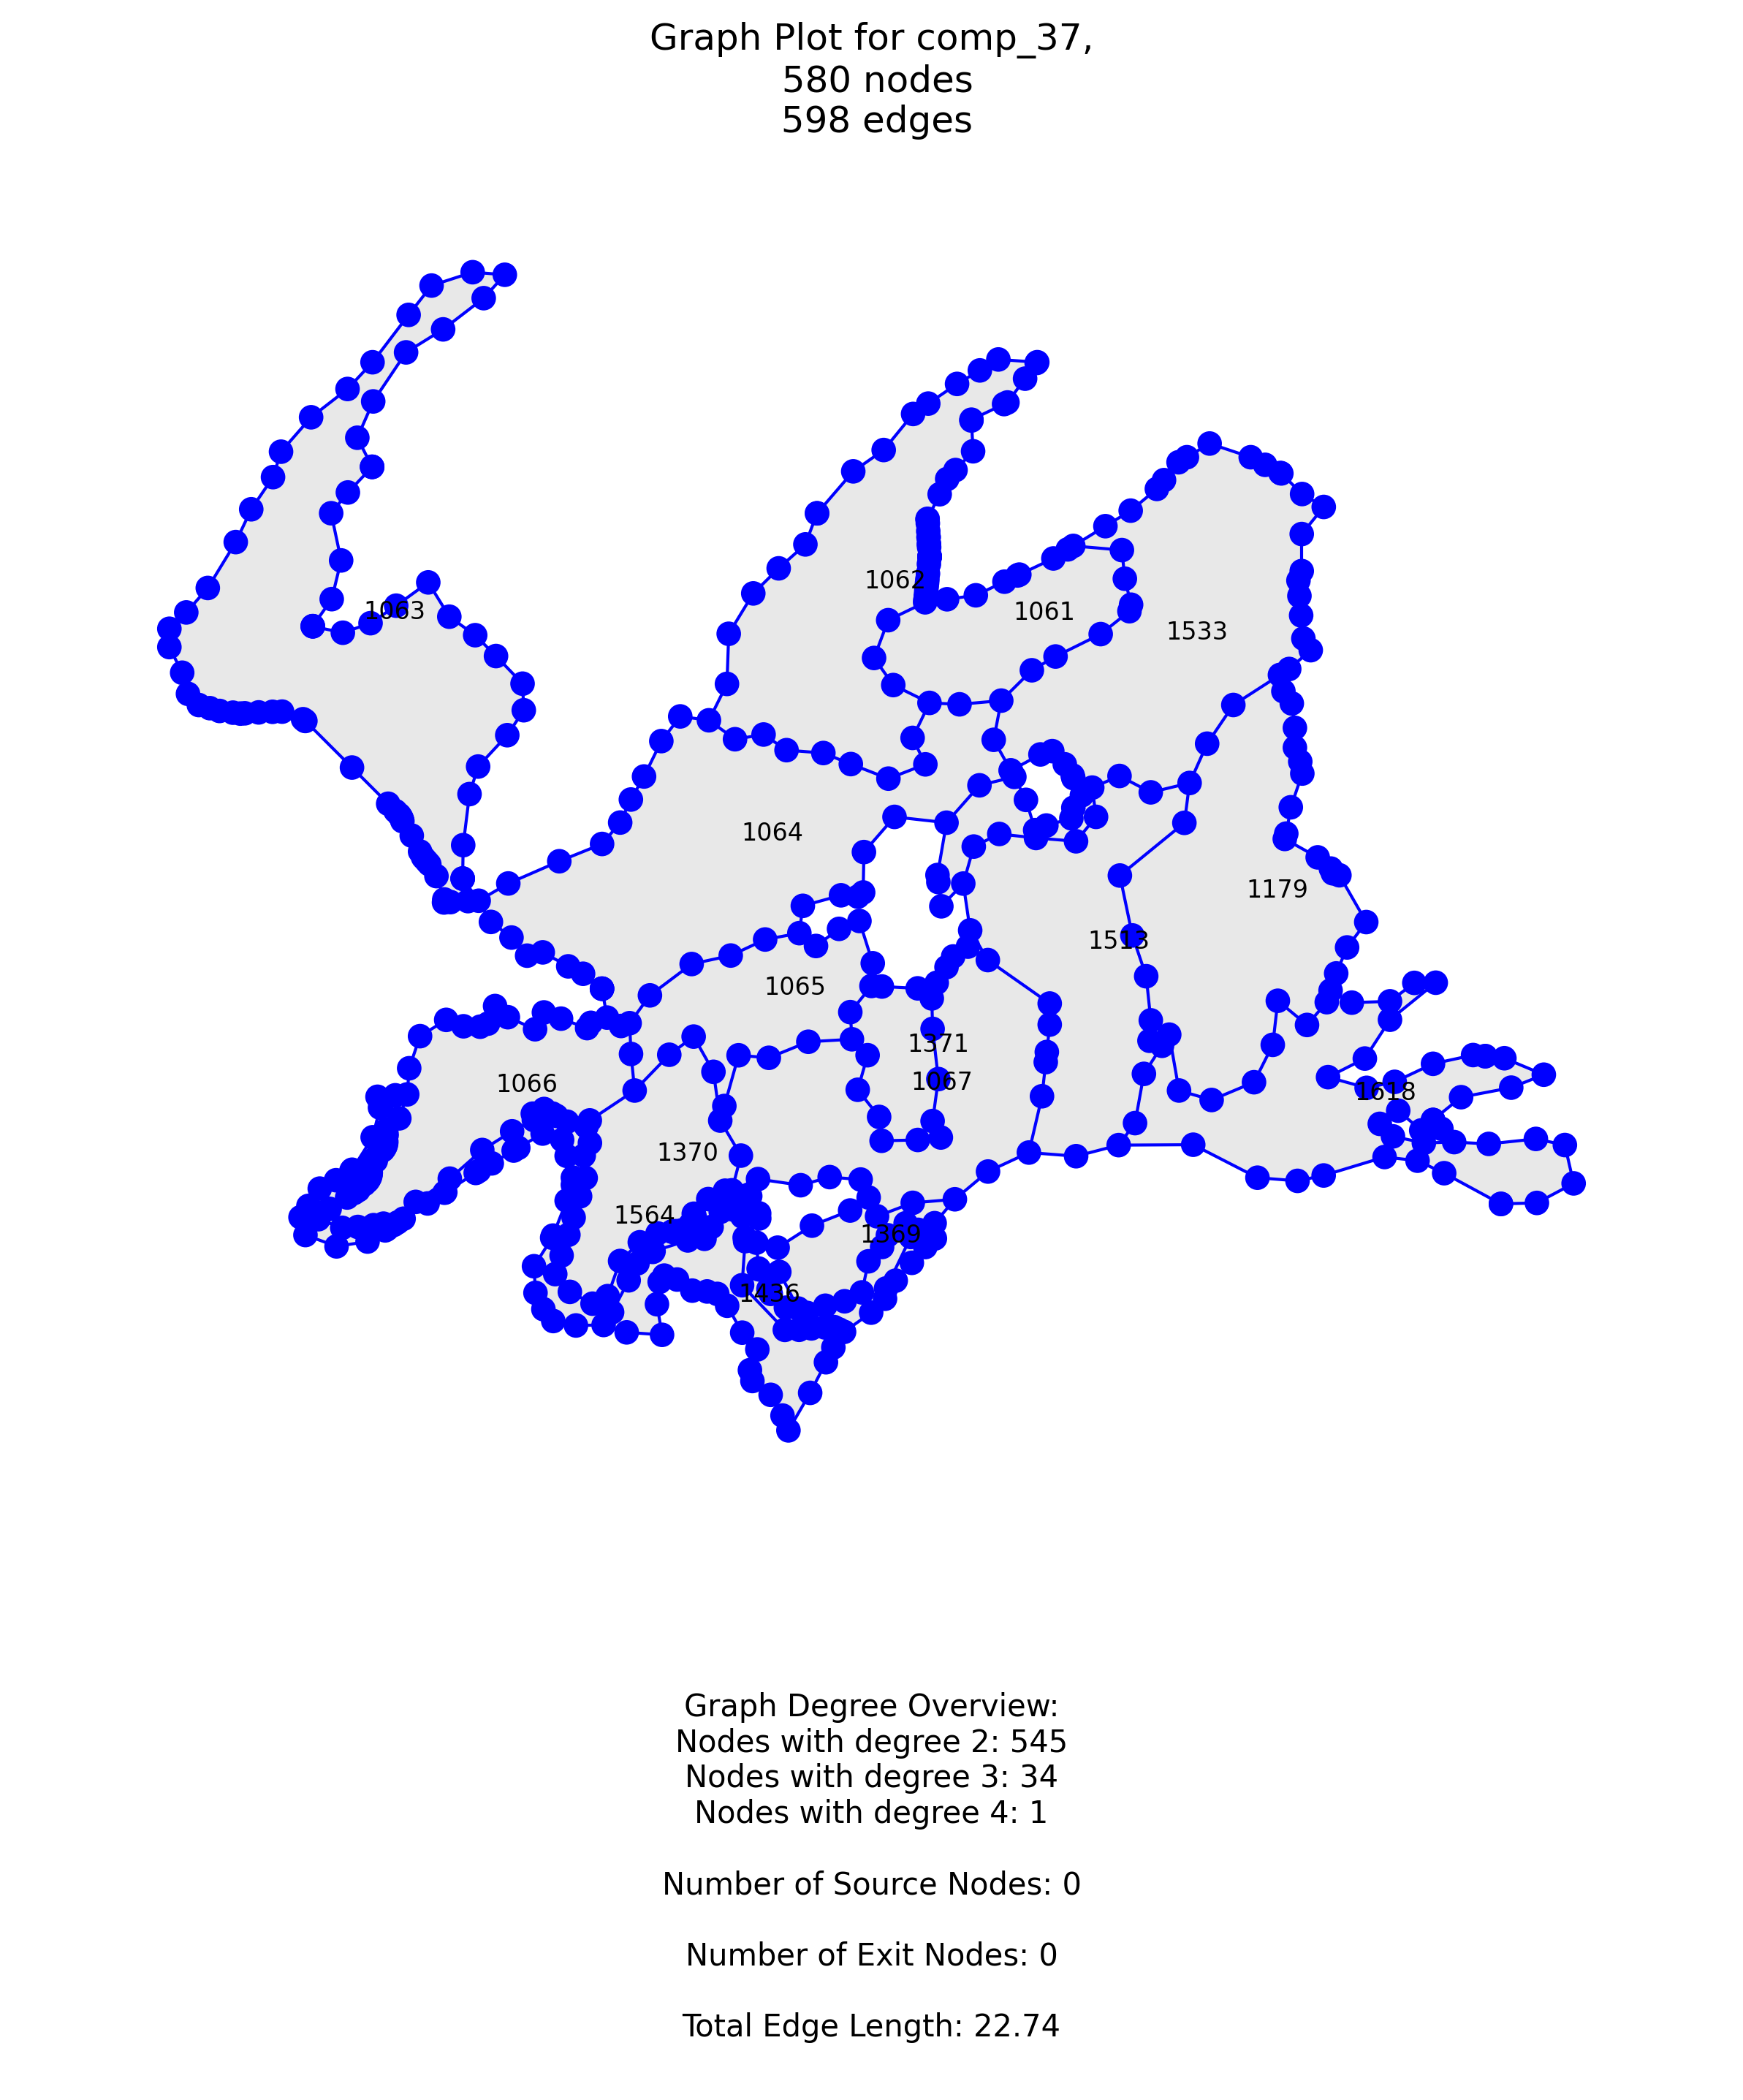 Graph Plot for comp_37,
580 nodes
598 edges
1062
1063
1061
1533
1064
1179
1513
1065
1371
1067
1066
1618
1370
1564
1369
1436
Graph Degree Overview:
Nodes with degree 2: 545
Nodes with degree 3: 34
Nodes with degree 4: 1
Number of Source Nodes: 0
Number of Exit Nodes: 0
Total Edge Length: 22.74